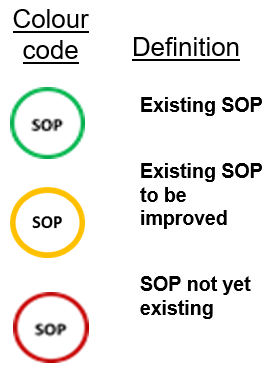 Colour
code
Definition
SOP
Existing SOP
SOP
Existing SOP
to be
improved
SOP
SOP not yet
existing